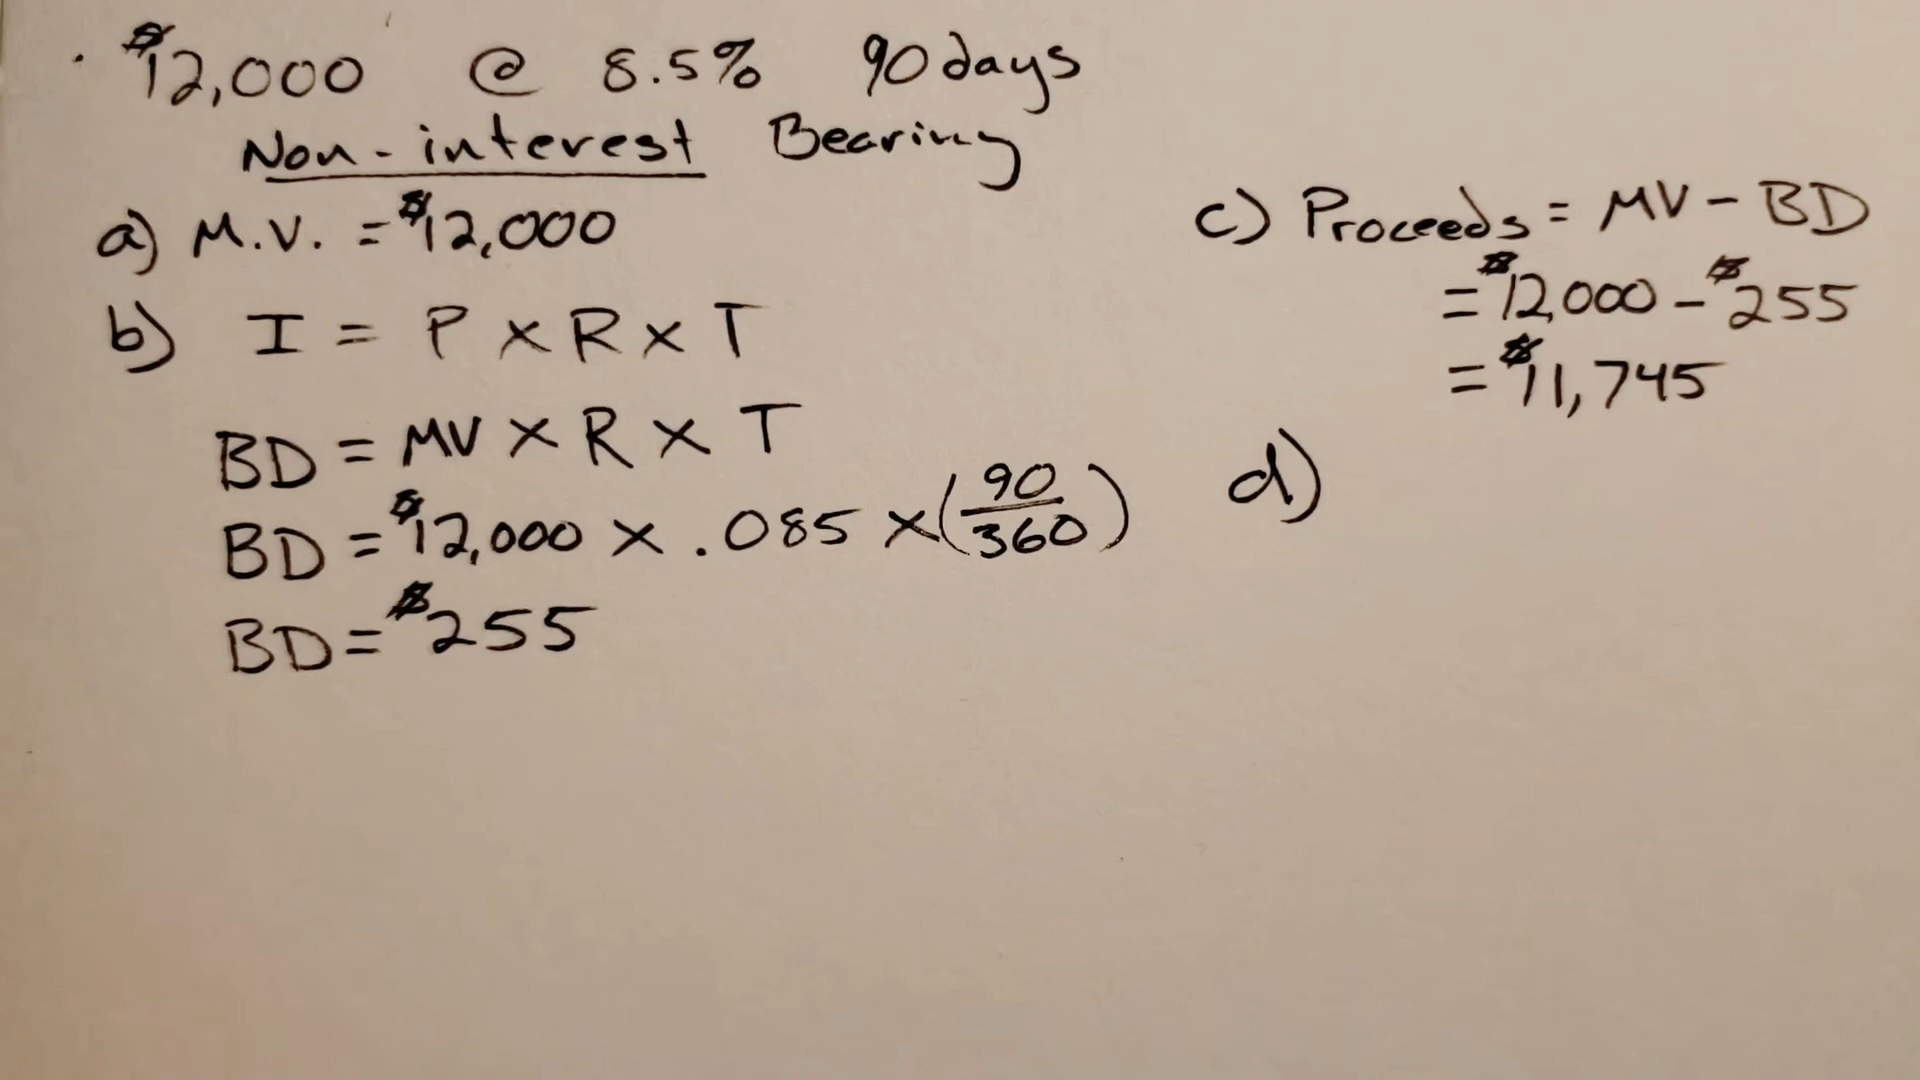 $12,000 @ 8.5% 90 days
Non-interest Bearing
a) M.V. = $12,000
b) I = P x R x T
BD = MV x R x T
BD = $12,000 x .085 x (90/360)
BD = $255
c) Proceeds = MV - BD
= $12,000 - $255
= $11,745
d)